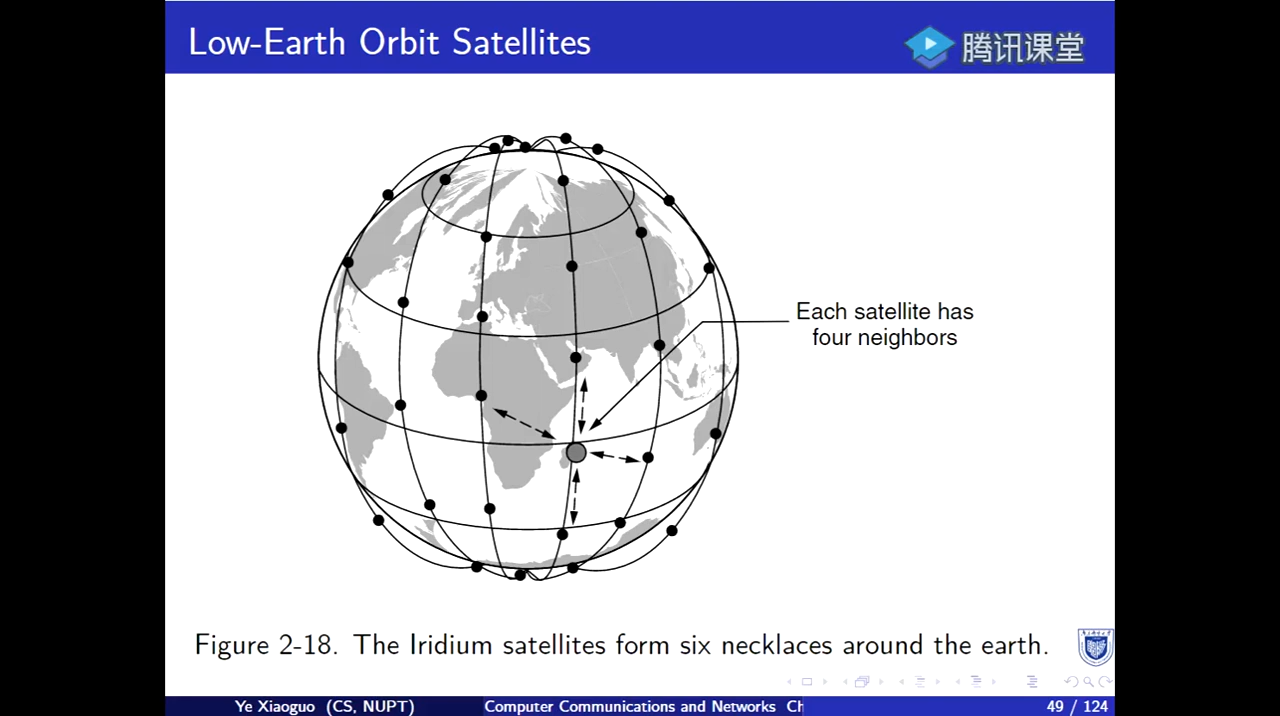 Low-Earth Orbit Satellites
腾讯课堂
Each satellite has
four neighbors
Figure 2-18. The Iridium satellites form six necklaces around the earth.
Ye Xiaoguo (CS, NUPT)
Computer Communications and Networks Ch
49 / 124